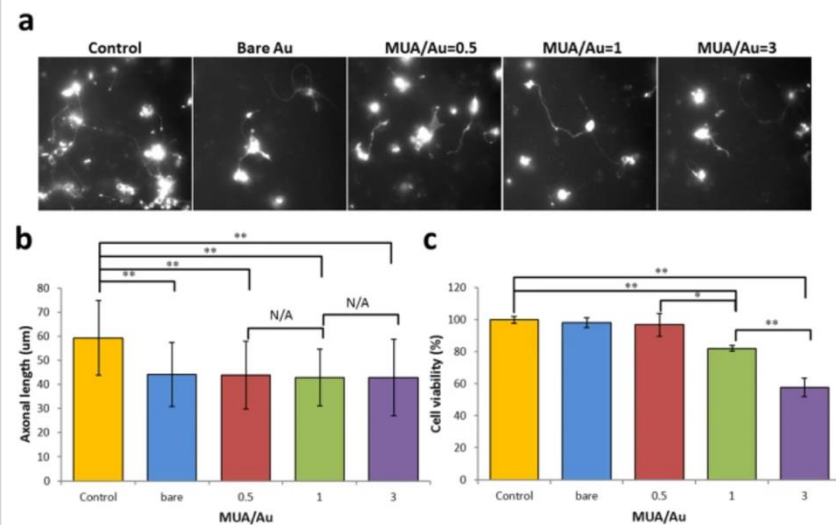 a
Control Bare Au MUA/Au=0.5 MUA/Au=1 MUA/Au=3
b
**
**
**
**
N/A
N/A
Axonal length (um)
80
70
60
50
40
30
20
10
0
Control bare 0.5 1 3
MUA/Au
c
**
**
*
**
Cell viability (%)
120
100
80
60
40
20
0
Control bare 0.5 1 3
MUA/Au